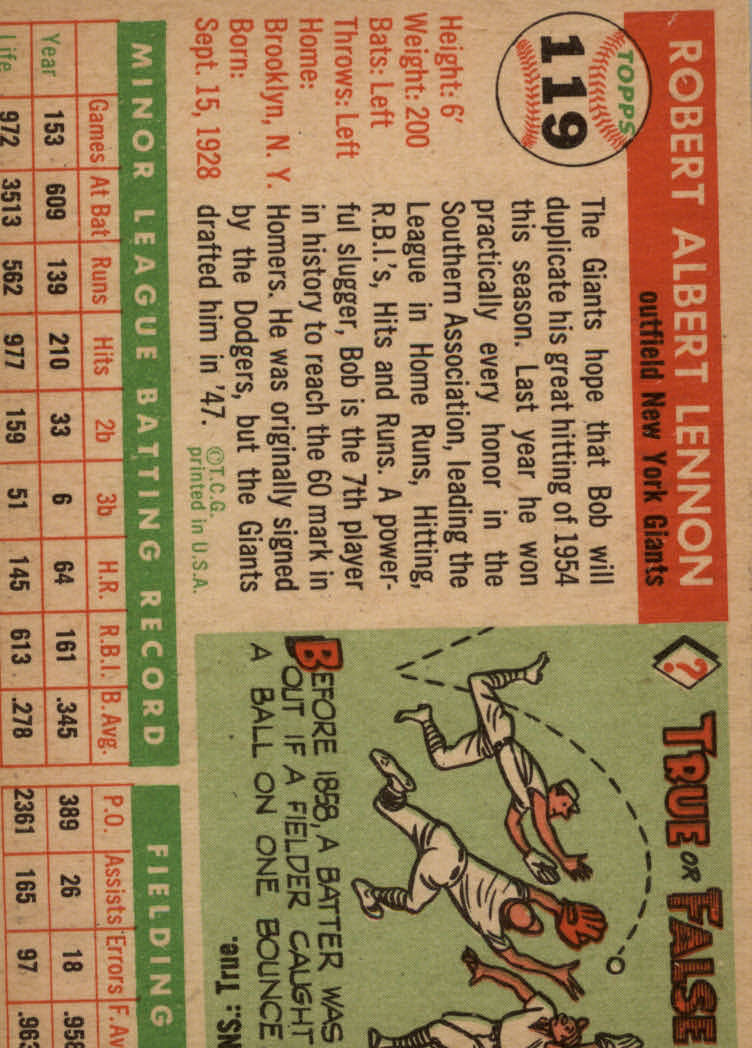 TOPPS
119
ROBERT ALBERT LENNON
outfield New York Giants
Height: 6'
Weight: 200
Bats: Left
Throws: Left
Home:
Brooklyn, N. Y.
Born:
Sept. 15, 1928
The Giants hope that Bob will
duplicate his great hitting of 1954
this season. Last year he won
practically every honor in the
Southern Association, leading the
League in Home Runs, Hitting,
R.B.I.'s, Hits and Runs. A power-
ful slugger, Bob is the 7th player
in history to reach the 60 mark in
Homers. He was originally signed
by the Dodgers, but the Giants
drafted him in '47.
©T.C.G.
printed in U.S.A.
? TRUE OR FALSE
BEFORE 1858, A BATTER WAS
OUT IF A FIELDER CAUGHT
A BALL ON ONE BOUNCE
NS.: True.
MINOR LEAGUE BATTING RECORD FIELDING
Games At Bat Runs Hits 2b 3b H.R. R.B.I. B.Avg. P.O. Assists Errors F.Av
Year 153 609 139 210 33 6 64 161 .345 389 26 18 .958
Life 972 3513 562 977 159 51 145 613 .278 2361 165 97 .963